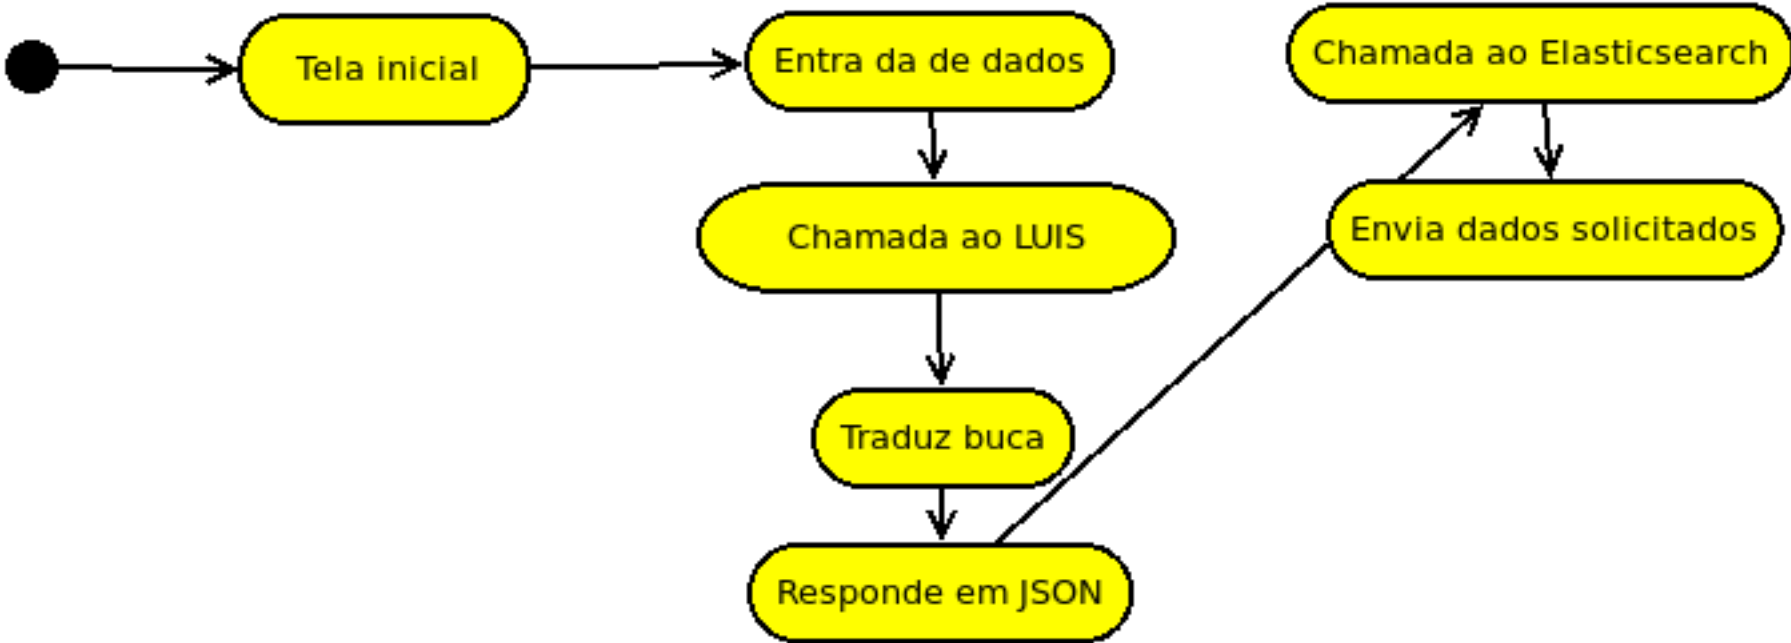 Tela inicial
Entra da de dados
Chamada ao LUIS
Traduz buca
Responde em JSON
Chamada ao Elasticsearch
Envia dados solicitados